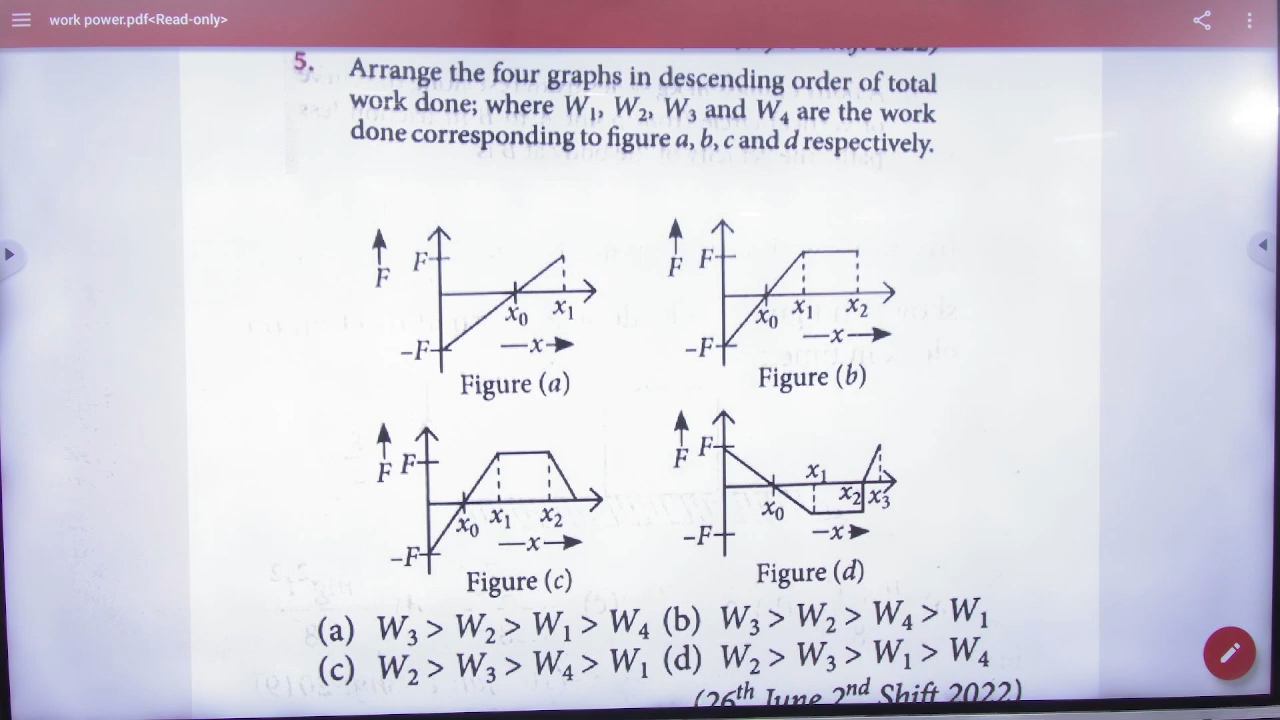 work power.pdf<Read-only>
5. Arrange the four graphs in descending order of total
work done; where W₁, W₂, W₃ and W₄ are the work
done corresponding to figure a, b, c and d respectively.
F F x₀ x₁ –F —x→
Figure (a)
F F x₀ x₁ x₂ –F —x→
Figure (b)
F F x₀ x₁ x₂ –F —x→
Figure (c)
F F x₀ x₁ x₂ x₃ –F —x→
Figure (d)
(a) W₃ > W₂ > W₁ > W₄ (b) W₃ > W₂ > W₄ > W₁
(c) W₂ > W₃ > W₄ > W₁ (d) W₂ > W₃ > W₁ > W₄
(26th June 2nd Shift 2022)